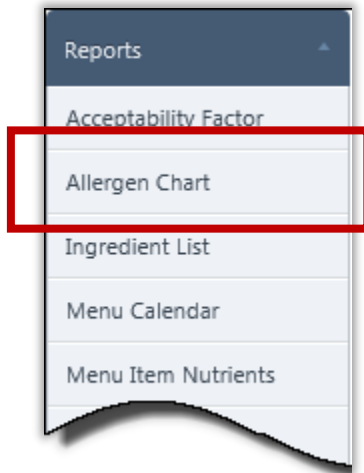 Reports
Acceptability Factor
Allergen Chart
Ingredient List
Menu Calendar
Menu Item Nutrients